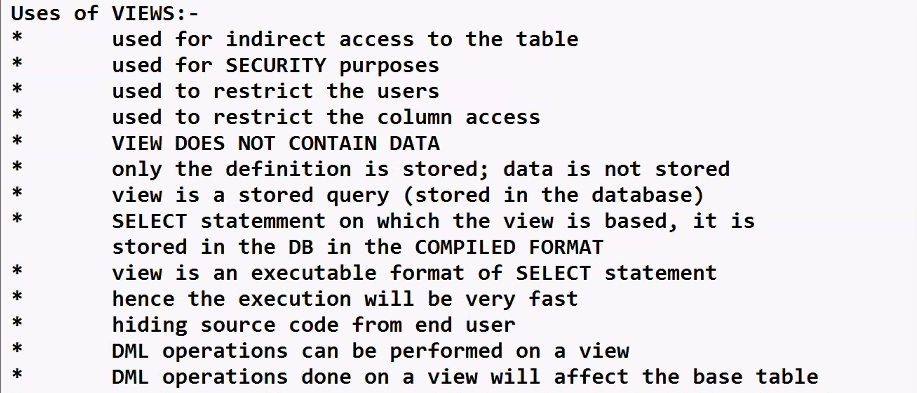 Uses of VIEWS:-
* used for indirect access to the table
* used for SECURITY purposes
* used to restrict the users
* used to restrict the column access
* VIEW DOES NOT CONTAIN DATA
* only the definition is stored; data is not stored
* view is a stored query (stored in the database)
* SELECT statemment on which the view is based, it is
stored in the DB in the COMPILED FORMAT
* view is an executable format of SELECT statement
* hence the execution will be very fast
* hiding source code from end user
* DML operations can be performed on a view
* DML operations done on a view will affect the base table